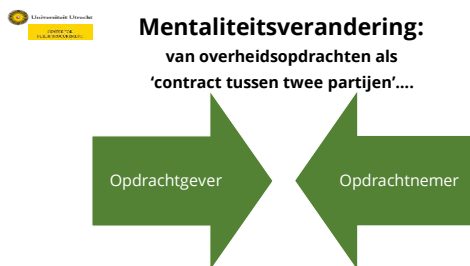 Universiteit Utrecht
Mentaliteitsverandering:
van overheidsopdrachten als
‘contract tussen twee partijen’....
Opdrachtgever
Opdrachtnemer